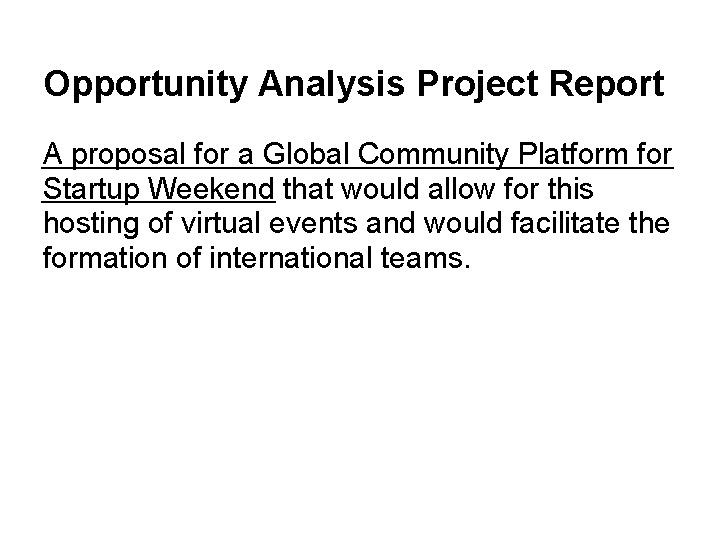 Opportunity Analysis Project Report
A proposal for a Global Community Platform for
Startup Weekend that would allow for this
hosting of virtual events and would facilitate the
formation of international teams.